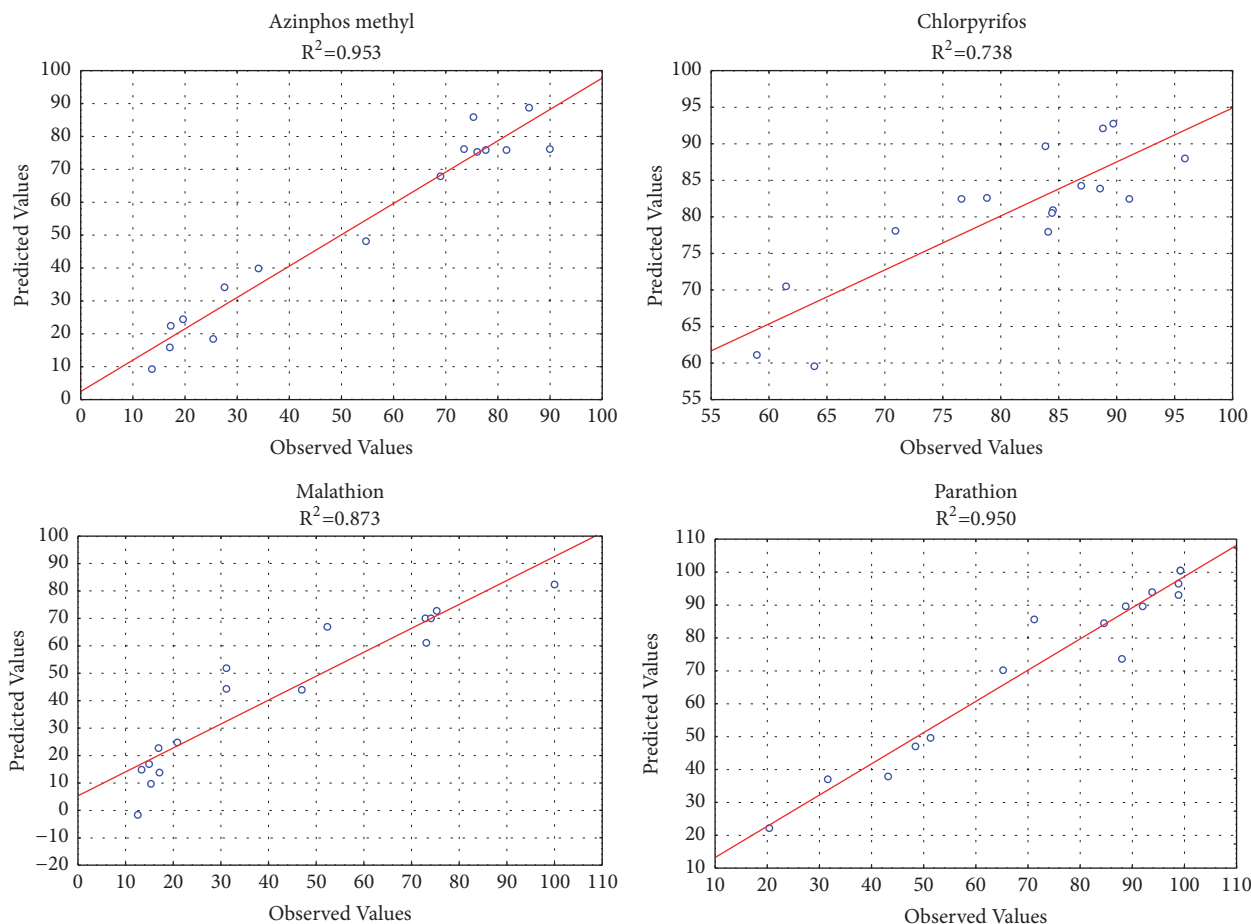 Azinphos methyl
R²=0.953
100
90
80
70
60
50
40
30
20
10
0
0 10 20 30 40 50 60 70 80 90 100
Predicted Values
Observed Values
Chlorpyrifos
R²=0.738
100
95
90
85
80
75
70
65
60
55
55 60 65 70 75 80 85 90 95 100
Predicted Values
Observed Values
Malathion
R²=0.873
100
90
80
70
60
50
40
30
20
10
0
−10
−20
0 10 20 30 40 50 60 70 80 90 100 110
Predicted Values
Observed Values
Parathion
R²=0.950
110
100
90
80
70
60
50
40
30
20
10
10 20 30 40 50 60 70 80 90 100 110
Predicted Values
Observed Values